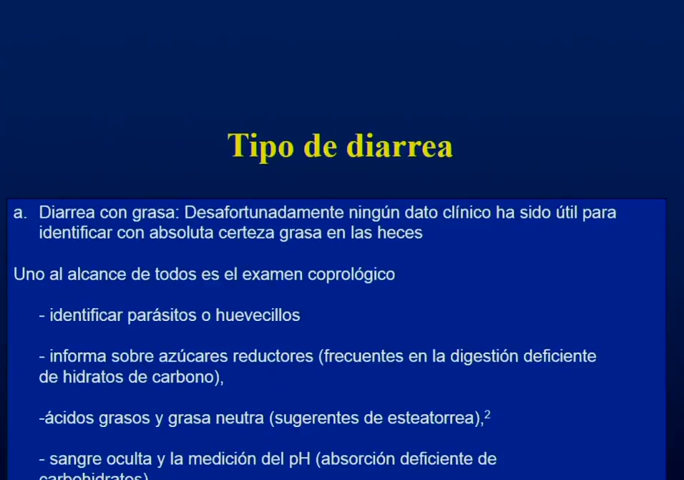 Tipo de diarrea
a. Diarrea con grasa: Desafortunadamente ningún dato clínico ha sido útil para
identificar con absoluta certeza grasa en las heces
Uno al alcance de todos es el examen coprológico
- identificar parásitos o huevecillos
- informa sobre azúcares reductores (frecuentes en la digestión deficiente
de hidratos de carbono),
-ácidos grasos y grasa neutra (sugerentes de esteatorrea),²
- sangre oculta y la medición del pH (absorción deficiente de
carbohidratos)